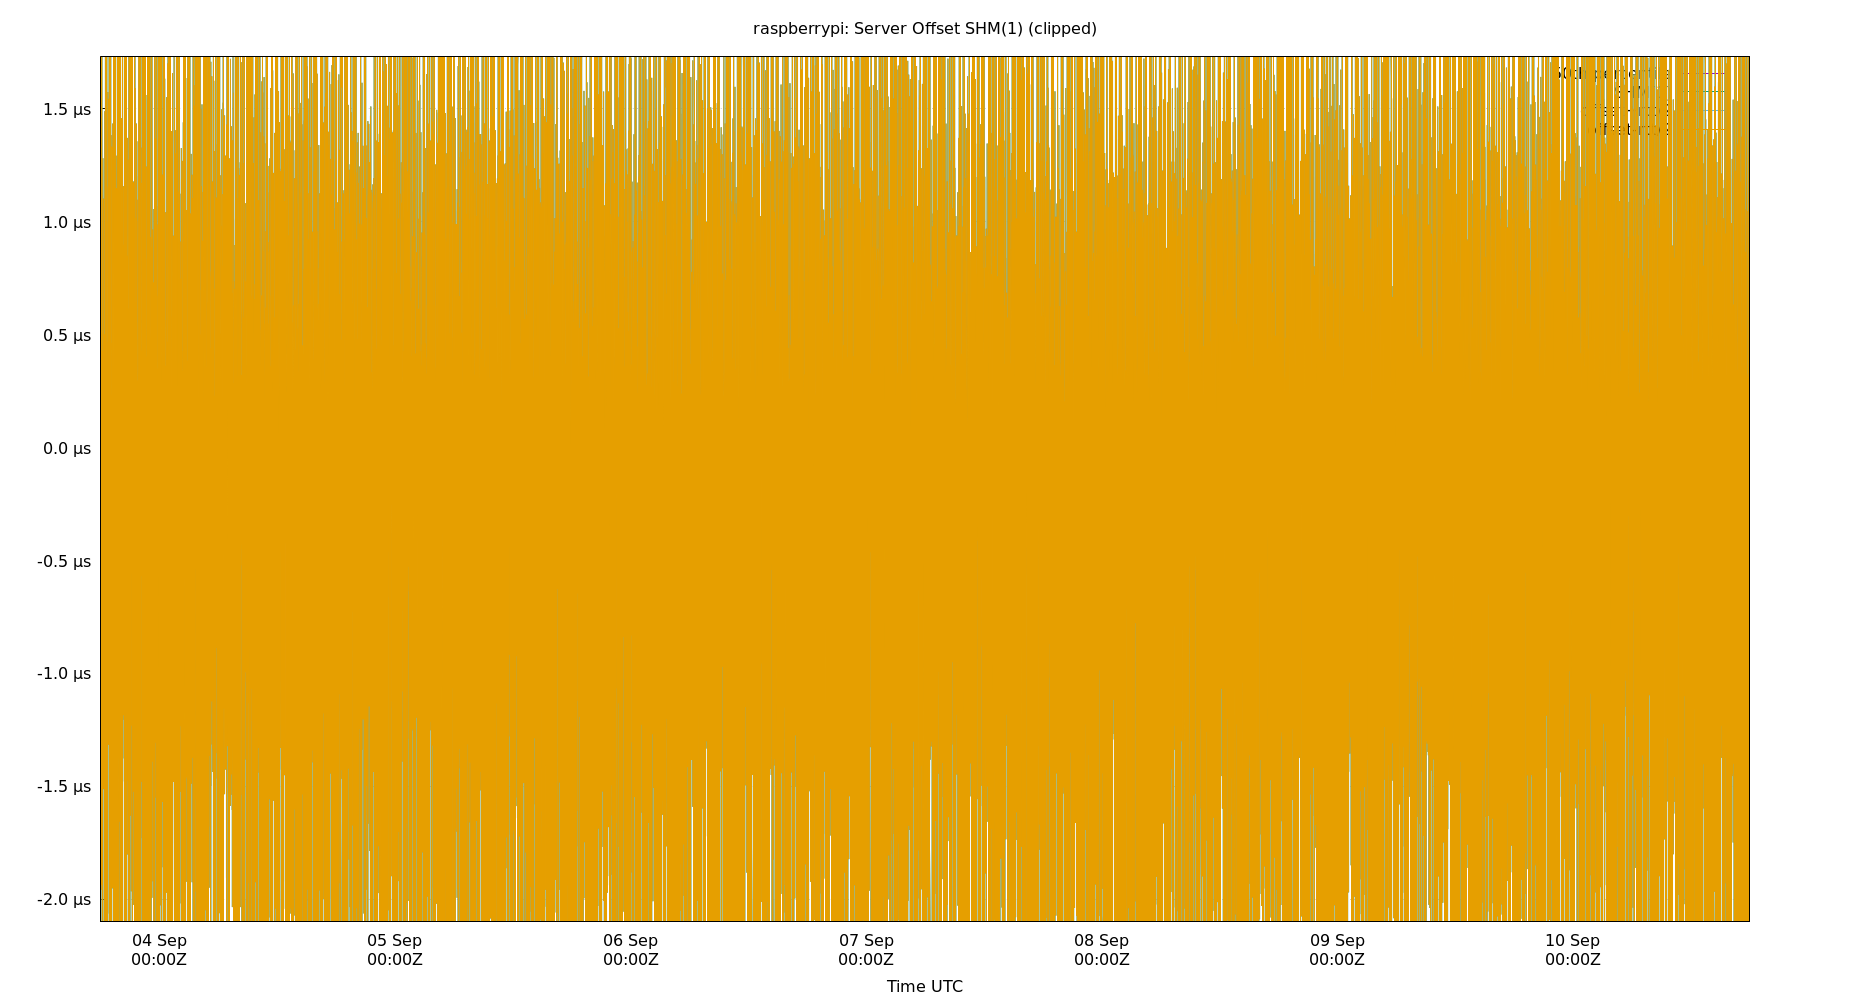 raspberrypi: Server Offset SHM(1) (clipped)
1.5 µs
1.0 µs
0.5 µs
0.0 µs
-0.5 µs
-1.0 µs
-1.5 µs
-2.0 µs
04 Sep 05 Sep 06 Sep 07 Sep 08 Sep 09 Sep 10 Sep
00:00Z 00:00Z 00:00Z 00:00Z 00:00Z 00:00Z 00:00Z
Time UTC